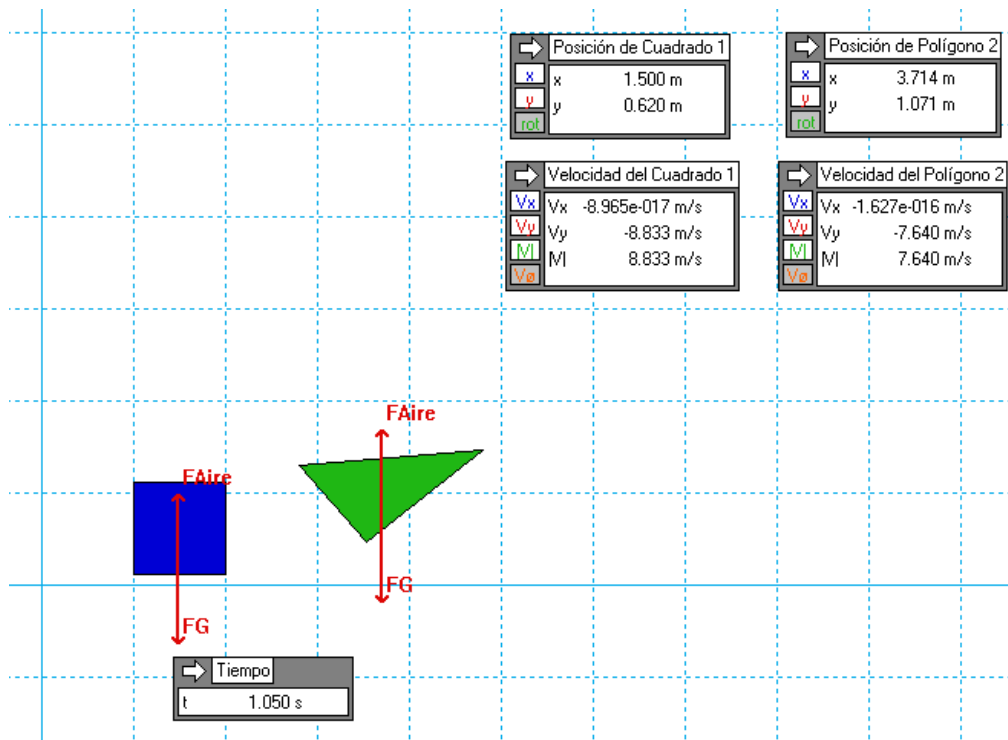 Posición de Cuadrado 1
x x 1.500 m
y y 0.620 m
rot
Posición de Polígono 2
x x 3.714 m
y y 1.071 m
rot
Velocidad del Cuadrado 1
Vx Vx -8.965e-017 m/s
Vy Vy -8.833 m/s
|V| |V| 8.833 m/s
Vø
Velocidad del Polígono 2
Vx Vx -1.627e-016 m/s
Vy Vy -7.640 m/s
|V| |V| 7.640 m/s
Vø
FAire
FAire
FG
FG
Tiempo
t 1.050 s